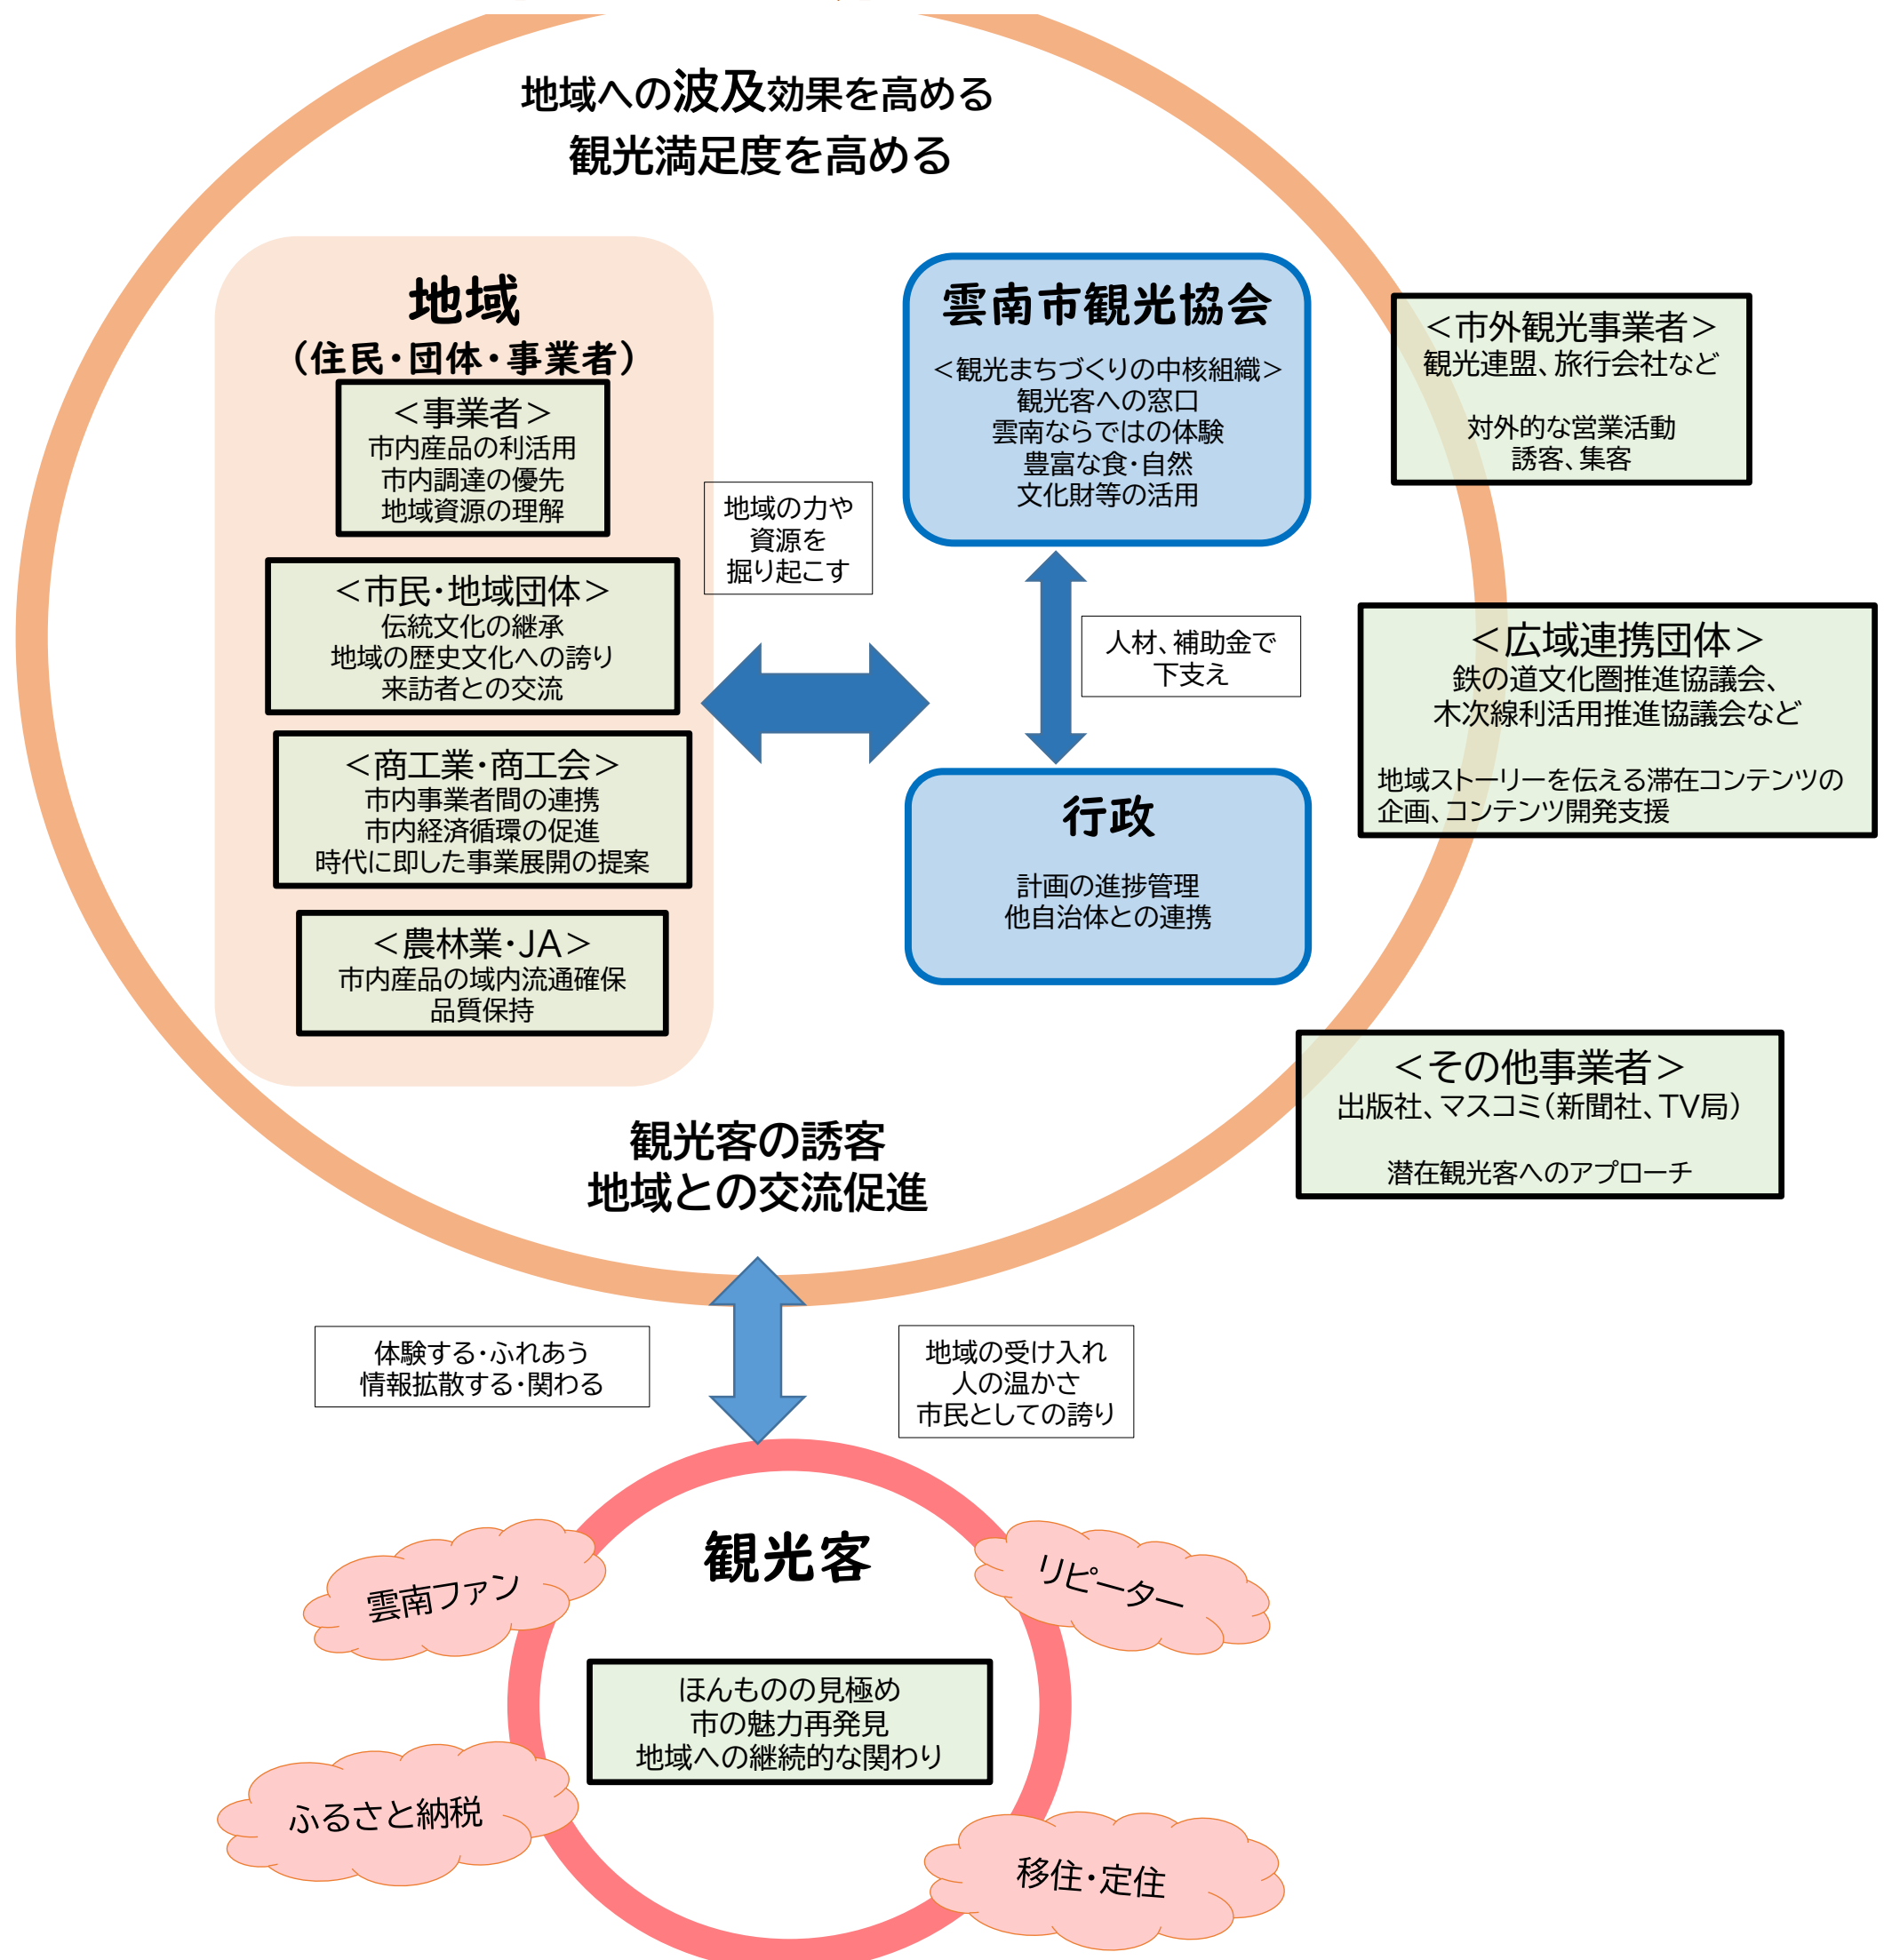 地域への波及効果を高める
観光満足度を高める
地域
（住民・団体・事業者）
＜事業者＞
市内産品の利活用
市内調達の優先
地域資源の理解
＜市民・地域団体＞
伝統文化の継承
地域の歴史文化への誇り
来訪者との交流
＜商工業・商工会＞
市内事業者間の連携
市内経済循環の促進
時代に即した事業展開の提案
＜農林業・JA＞
市内産品の域内流通確保
品質保持
地域の力や
資源を
掘り起こす
雲南市観光協会
＜観光まちづくりの中核組織＞
観光客への窓口
雲南ならではの体験
豊富な食・自然
文化財等の活用
人材、補助金で
下支え
行政
計画の進捗管理
他自治体との連携
＜市外観光事業者＞
観光連盟、旅行会社など
対外的な営業活動
誘客、集客
＜広域連携団体＞
鉄の道文化圏推進協議会、
木次線利活用推進協議会など
地域ストーリーを伝える滞在コンテンツの
企画、コンテンツ開発支援
＜その他事業者＞
出版社、マスコミ（新聞社、TV局）
潜在観光客へのアプローチ
観光客の誘客
地域との交流促進
体験する・ふれあう
情報拡散する・関わる
地域の受け入れ
人の温かさ
市民としての誇り
観光客
雲南ファン
リピーター
ほんものの見極め
市の魅力再発見
地域への継続的な関わり
ふるさと納税
移住・定住